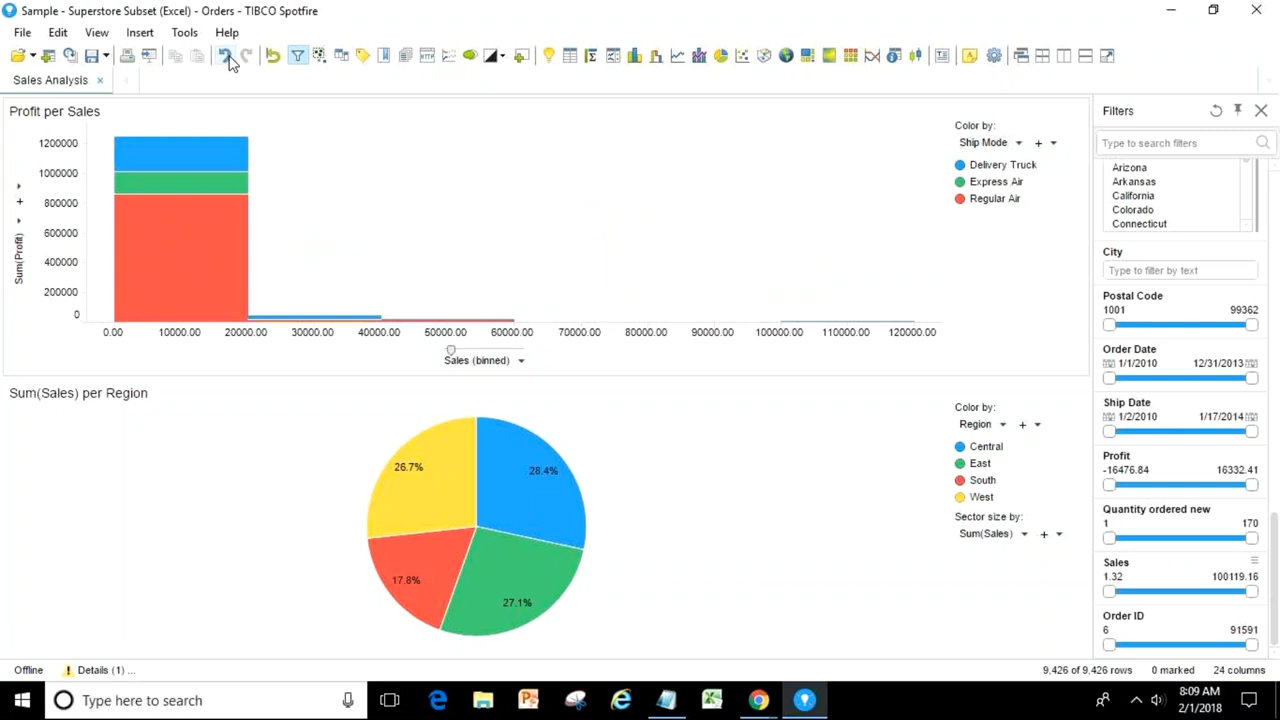 Sample - Superstore Subset (Excel) - Orders - TIBCO Spotfire
File Edit View Insert Tools Help
Sales Analysis
Profit per Sales
Sum(Profit)
1200000
1000000
800000
600000
400000
200000
0
0.00 10000.00 20000.00 30000.00 40000.00 50000.00 60000.00 70000.00 80000.00 90000.00 100000.00 110000.00 120000.00
Sales (binned)
Color by:
Ship Mode
Delivery Truck
Express Air
Regular Air
Sum(Sales) per Region
26.7%
28.4%
17.8%
27.1%
Color by:
Region
Central
East
South
West
Sector size by:
Sum(Sales)
Filters
Type to search filters
Arizona
Arkansas
California
Colorado
Connecticut
City
Type to filter by text
Postal Code
1001 99362
Order Date
1/1/2010 12/31/2013
Ship Date
1/2/2010 1/17/2014
Profit
-16476.84 16332.41
Quantity ordered new
1 170
Sales
1.32 100119.16
Order ID
6 91591
Offline Details (1) ... 9,426 of 9,426 rows 0 marked 24 columns
Type here to search
8:09 AM
2/1/2018